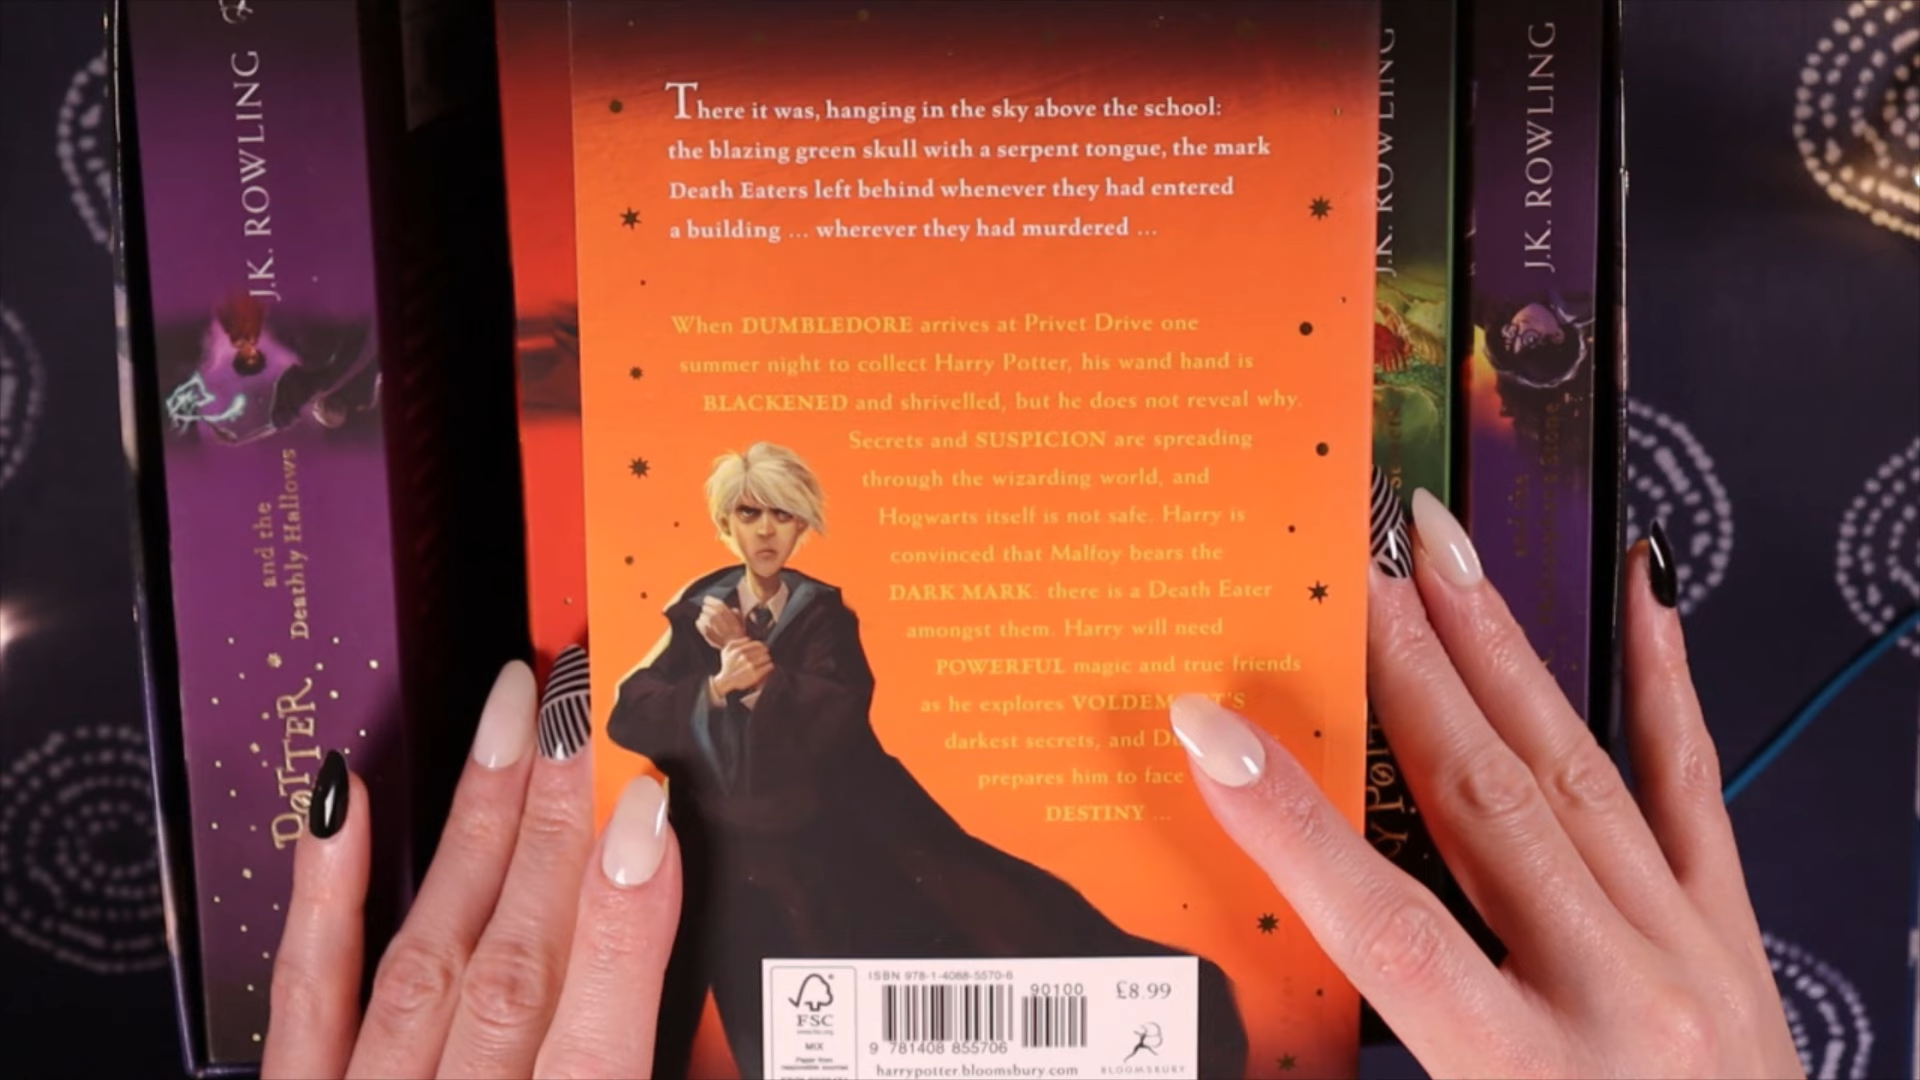 J.K. ROWLING
and the
Deathly Hallows
POTTER
There it was, hanging in the sky above the school:
the blazing green skull with a serpent tongue, the mark
Death Eaters left behind whenever they had entered
a building ... wherever they had murdered ...
When DUMBLEDORE arrives at Privet Drive one
summer night to collect Harry Potter, his wand hand is
BLACKENED and shrivelled, but he does not reveal why.
Secrets and SUSPICION are spreading
through the wizarding world, and
Hogwarts itself is not safe. Harry is
convinced that Malfoy bears the
DARK MARK: there is a Death Eater
amongst them. Harry will need
POWERFUL magic and true friends
as he explores
darkest secrets, and
prepares him to face
DESTINY ...
FSC
MIX
Paper from
responsible sources
ISBN 978-1-4088-5570-6
90100
£8.99
9 781408 855706
harrypotter.bloomsbury.com
BLOOMSBURY
J.K. ROWLING
J.K. ROWLING
and the